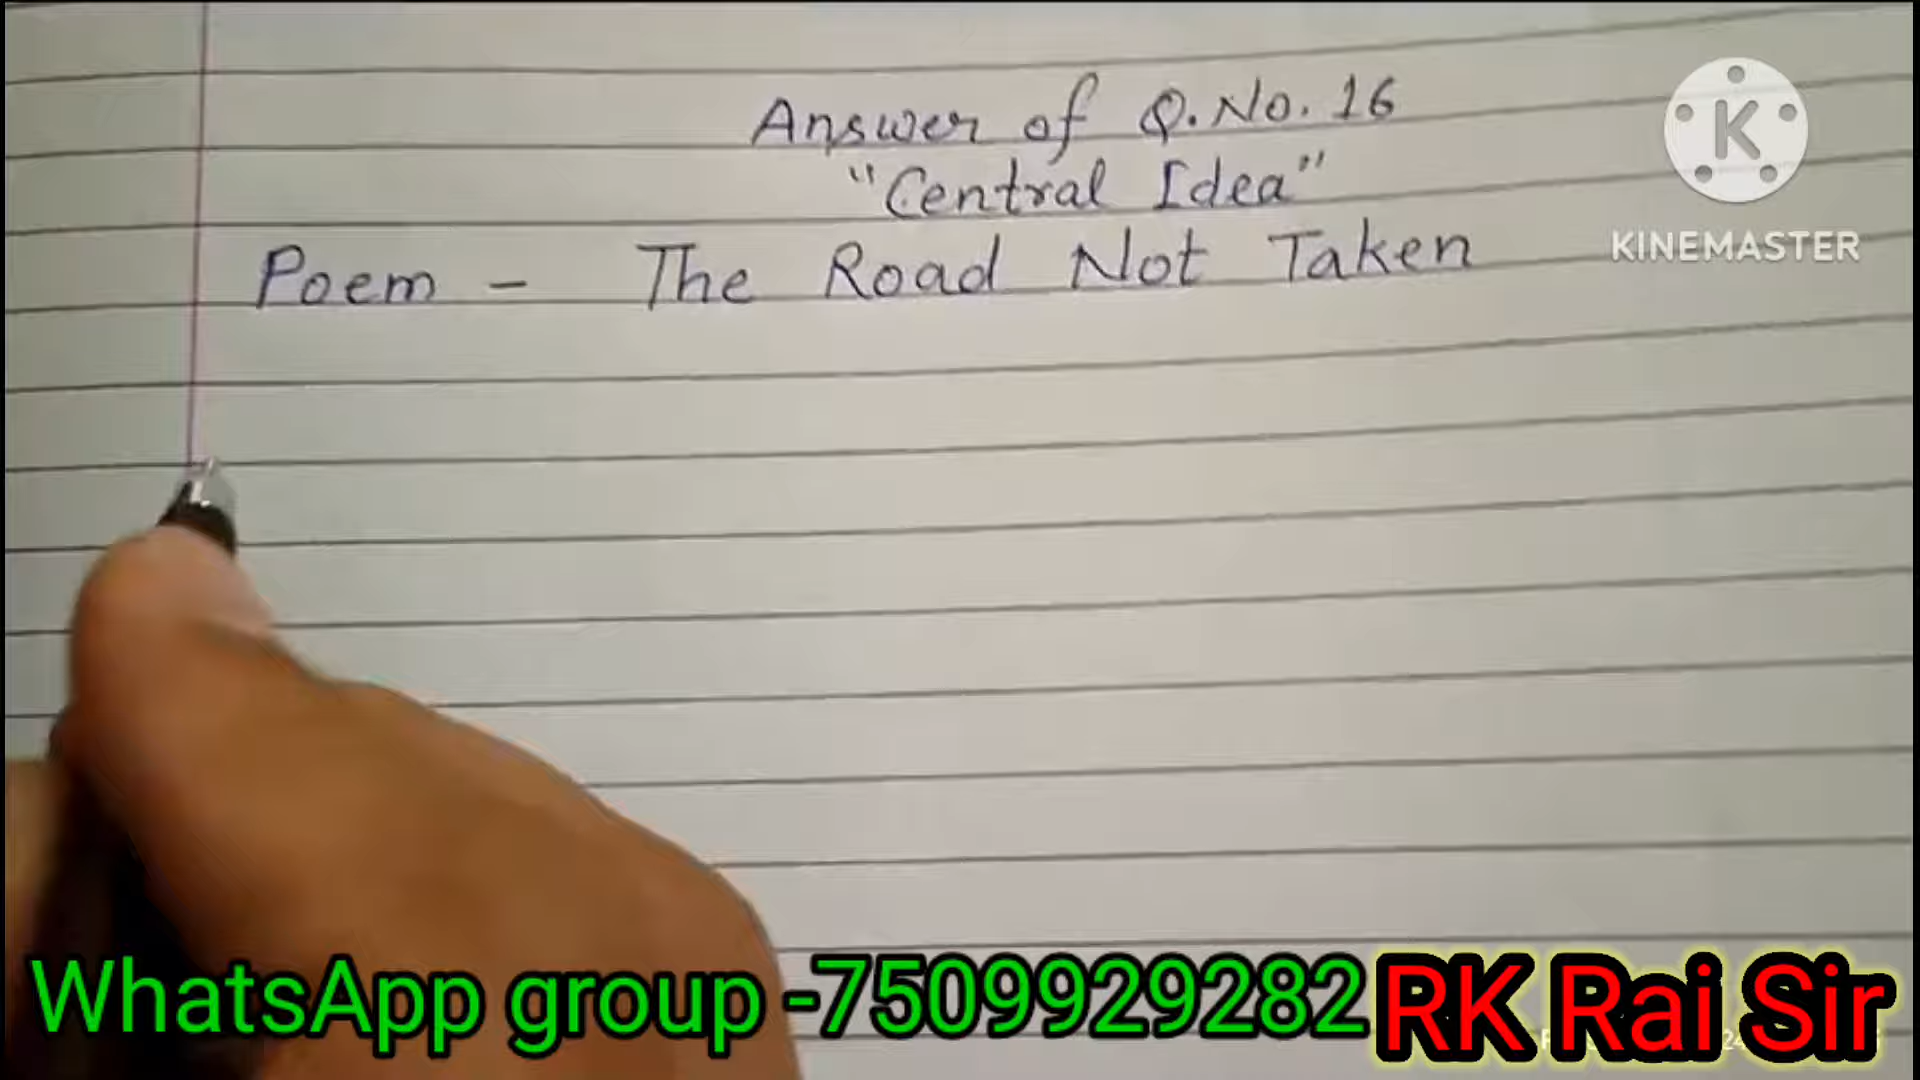 Answer of Q.No. 16
"Central Idea"
Poem - The Road Not Taken
K
KINEMASTER
WhatsApp group -7509929282 RK Rai Sir